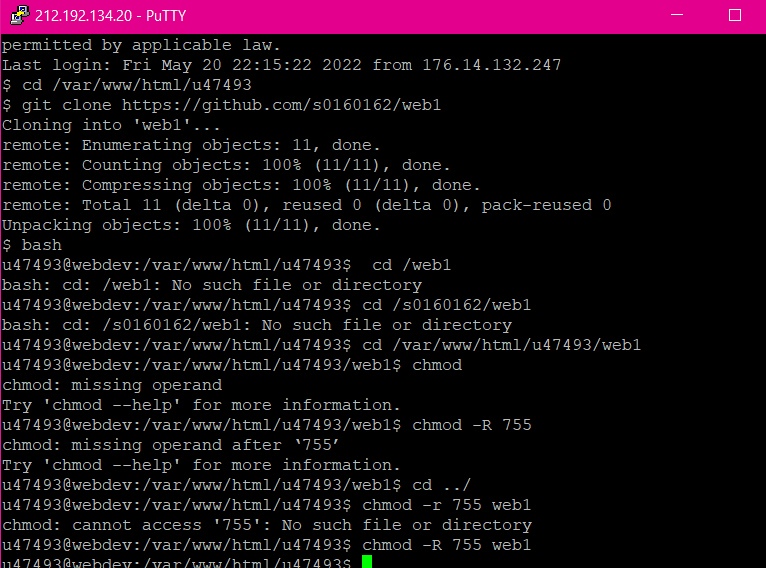 212.192.134.20 - PuTTY
permitted by applicable law.
Last login: Fri May 20 22:15:22 2022 from 176.14.132.247
$ cd /var/www/html/u47493
$ git clone https://github.com/s0160162/web1
Cloning into 'web1'...
remote: Enumerating objects: 11, done.
remote: Counting objects: 100% (11/11), done.
remote: Compressing objects: 100% (11/11), done.
remote: Total 11 (delta 0), reused 0 (delta 0), pack-reused 0
Unpacking objects: 100% (11/11), done.
$ bash
u47493@webdev:/var/www/html/u47493$  cd /web1
bash: cd: /web1: No such file or directory
u47493@webdev:/var/www/html/u47493$ cd /s0160162/web1
bash: cd: /s0160162/web1: No such file or directory
u47493@webdev:/var/www/html/u47493$ cd /var/www/html/u47493/web1
u47493@webdev:/var/www/html/u47493/web1$ chmod
chmod: missing operand
Try 'chmod --help' for more information.
u47493@webdev:/var/www/html/u47493/web1$ chmod -R 755
chmod: missing operand after ‘755’
Try 'chmod --help' for more information.
u47493@webdev:/var/www/html/u47493/web1$ cd ../
u47493@webdev:/var/www/html/u47493$ chmod -r 755 web1
chmod: cannot access '755': No such file or directory
u47493@webdev:/var/www/html/u47493$ chmod -R 755 web1
u47493@webdev:/var/www/html/u47493$